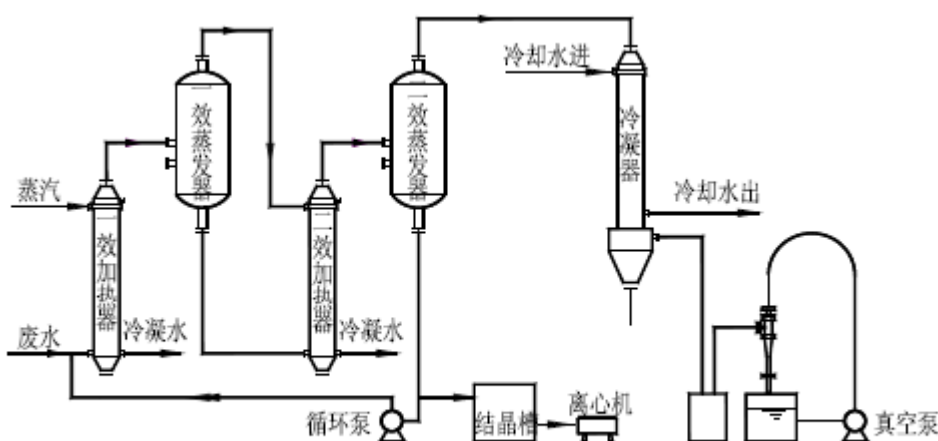 冷却水进
一效蒸发器
二效蒸发器
冷凝器
蒸汽
冷却水出
一效加热器
二效加热器
废水
冷凝水
冷凝水
循环泵
结晶槽
离心机
真空泵